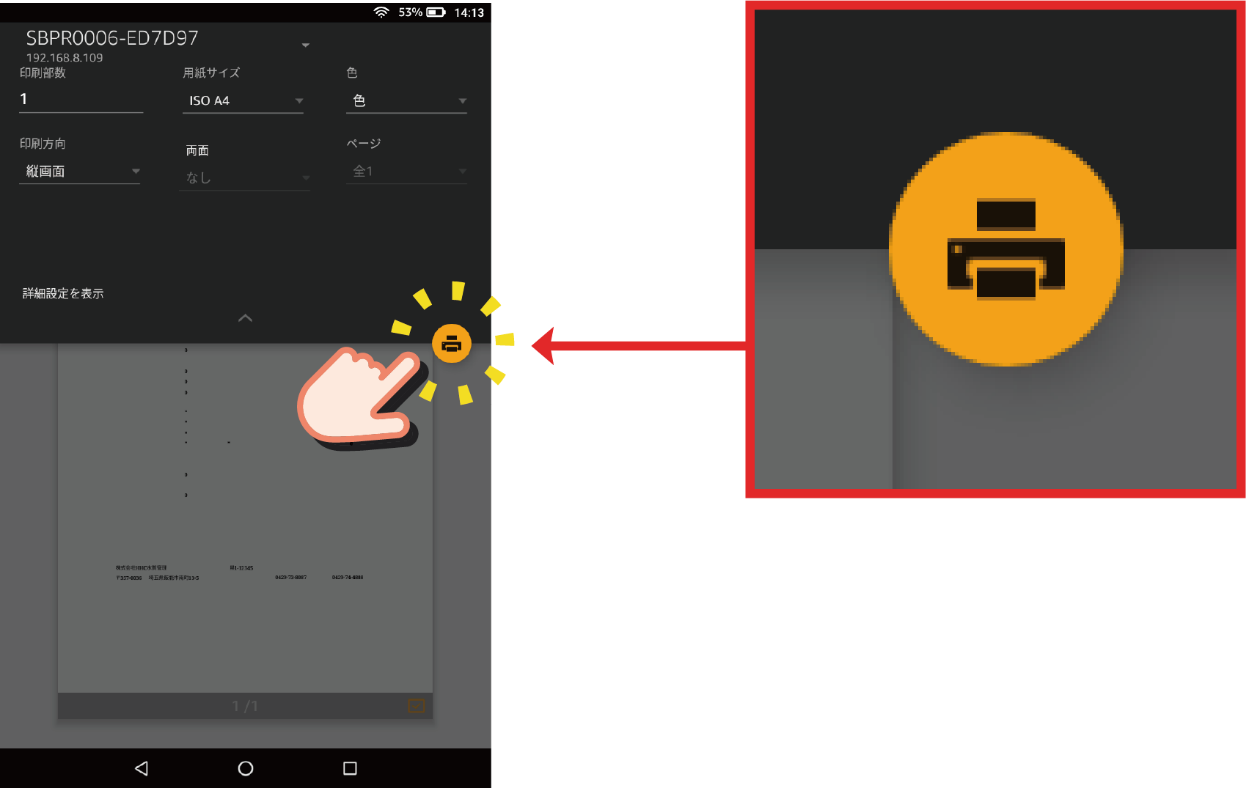 53% 14:13
SBPR0006-ED7D97
192.168.8.109
印刷部数 用紙サイズ 色
1 ISO A4 色
印刷方向 両面 ページ
縦画面 なし 全1
詳細設定を表示
1 /1